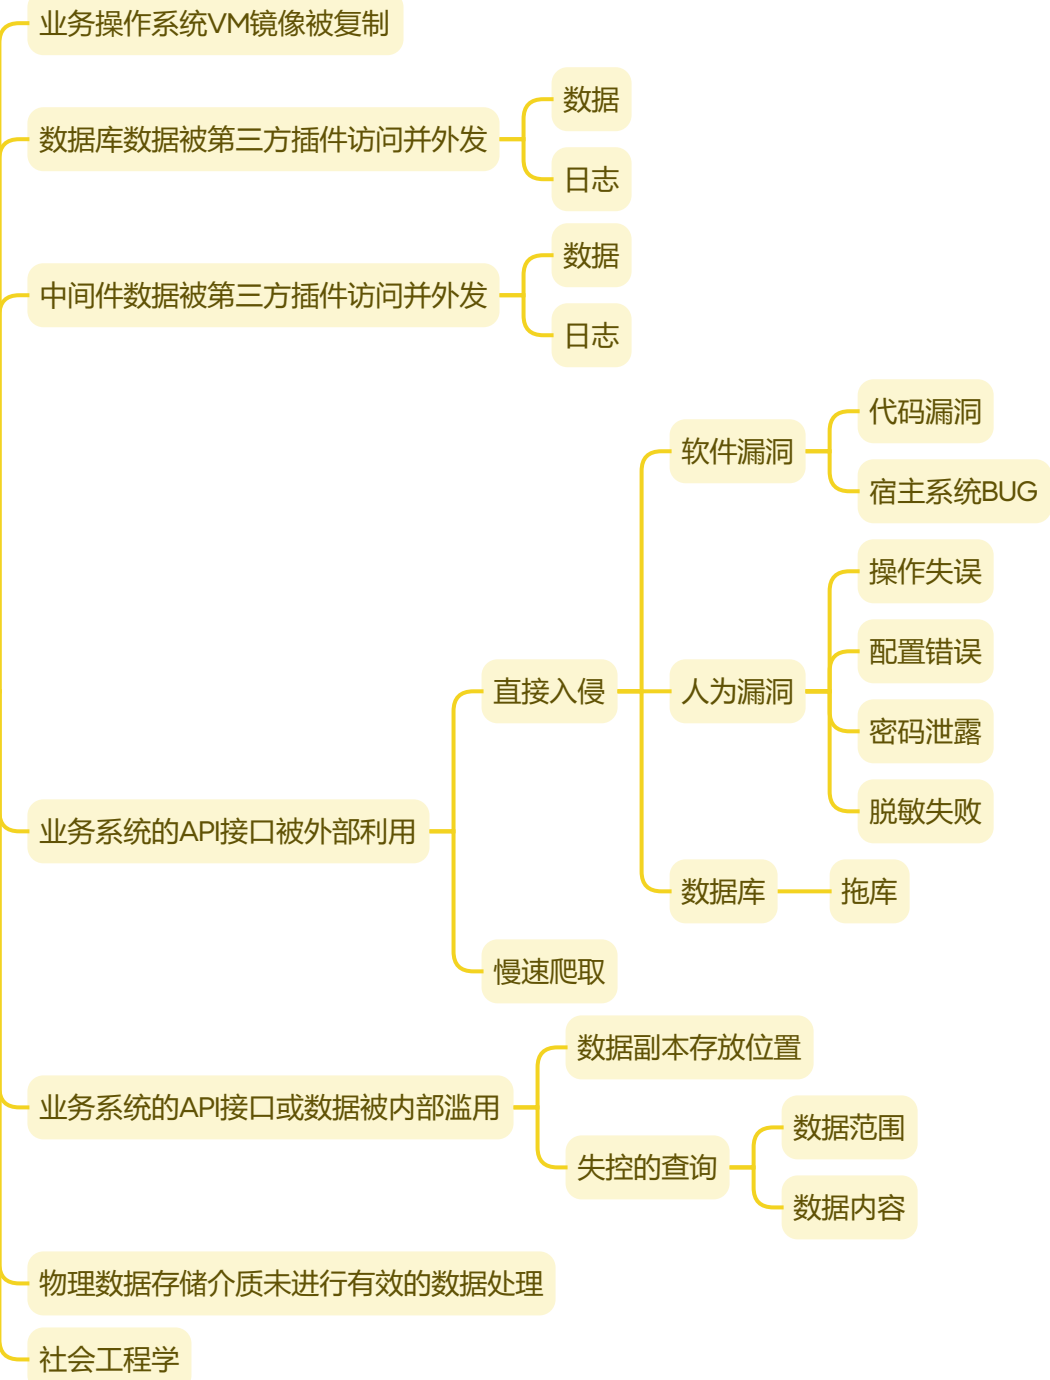 业务操作系统VM镜像被复制
数据库数据被第三方插件访问并外发
数据
日志
中间件数据被第三方插件访问并外发
数据
日志
业务系统的API接口被外部利用
直接入侵
软件漏洞
代码漏洞
宿主系统BUG
人为漏洞
操作失误
配置错误
密码泄露
脱敏失败
数据库
拖库
慢速爬取
业务系统的API接口或数据被内部滥用
数据副本存放位置
失控的查询
数据范围
数据内容
物理数据存储介质未进行有效的数据处理
社会工程学